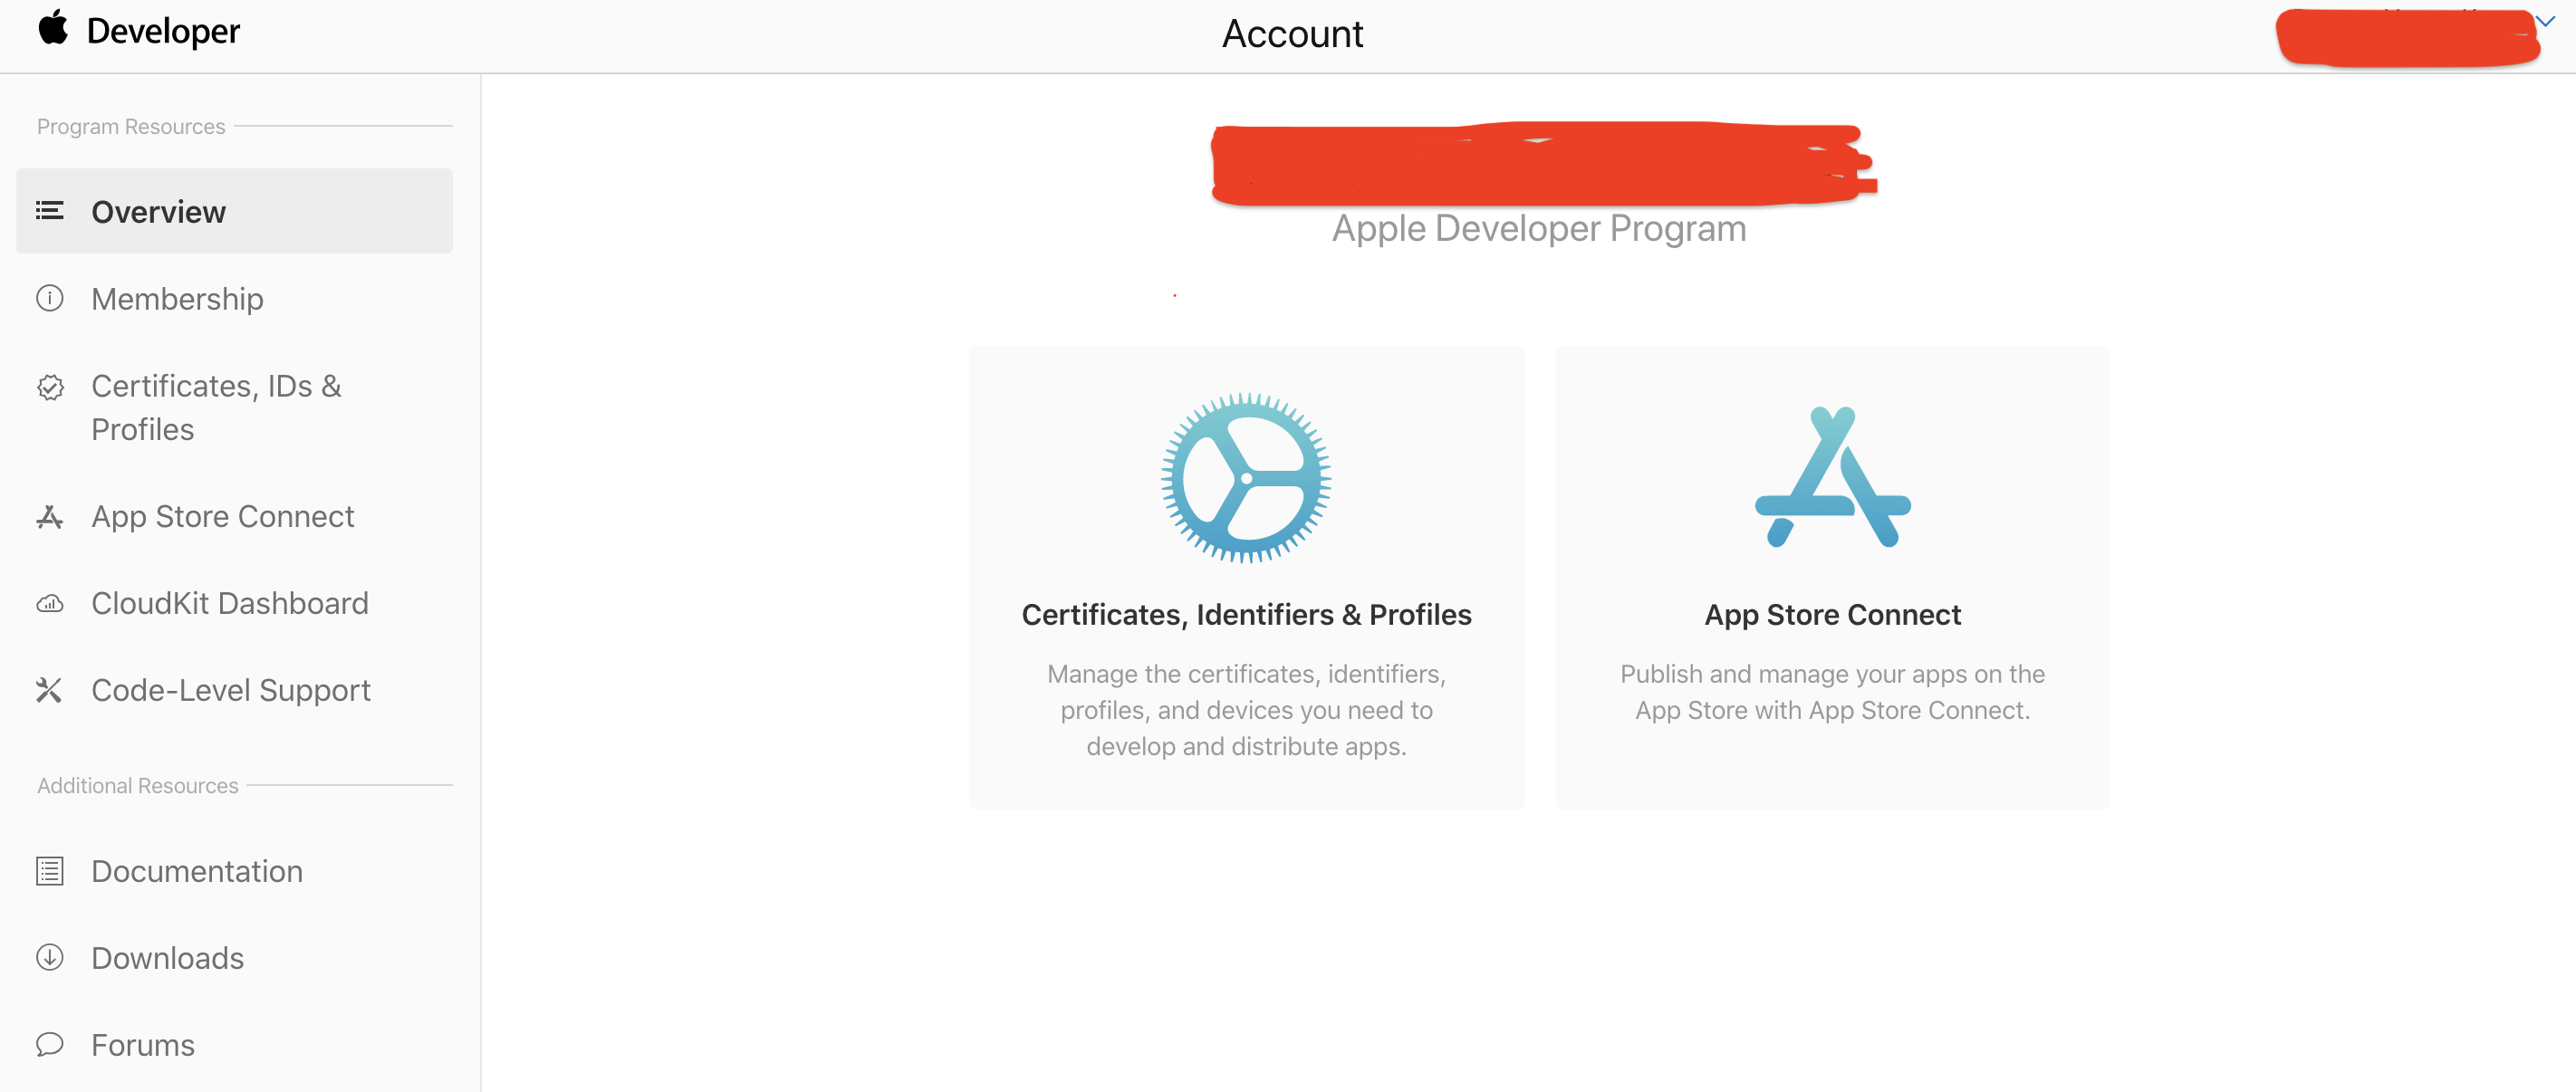 Developer
Account
Program Resources
Overview
Membership
Certificates, IDs &
Profiles
App Store Connect
CloudKit Dashboard
Code-Level Support
Additional Resources
Documentation
Downloads
Forums
Apple Developer Program
Certificates, Identifiers & Profiles
Manage the certificates, identifiers,
profiles, and devices you need to
develop and distribute apps.
App Store Connect
Publish and manage your apps on the
App Store with App Store Connect.